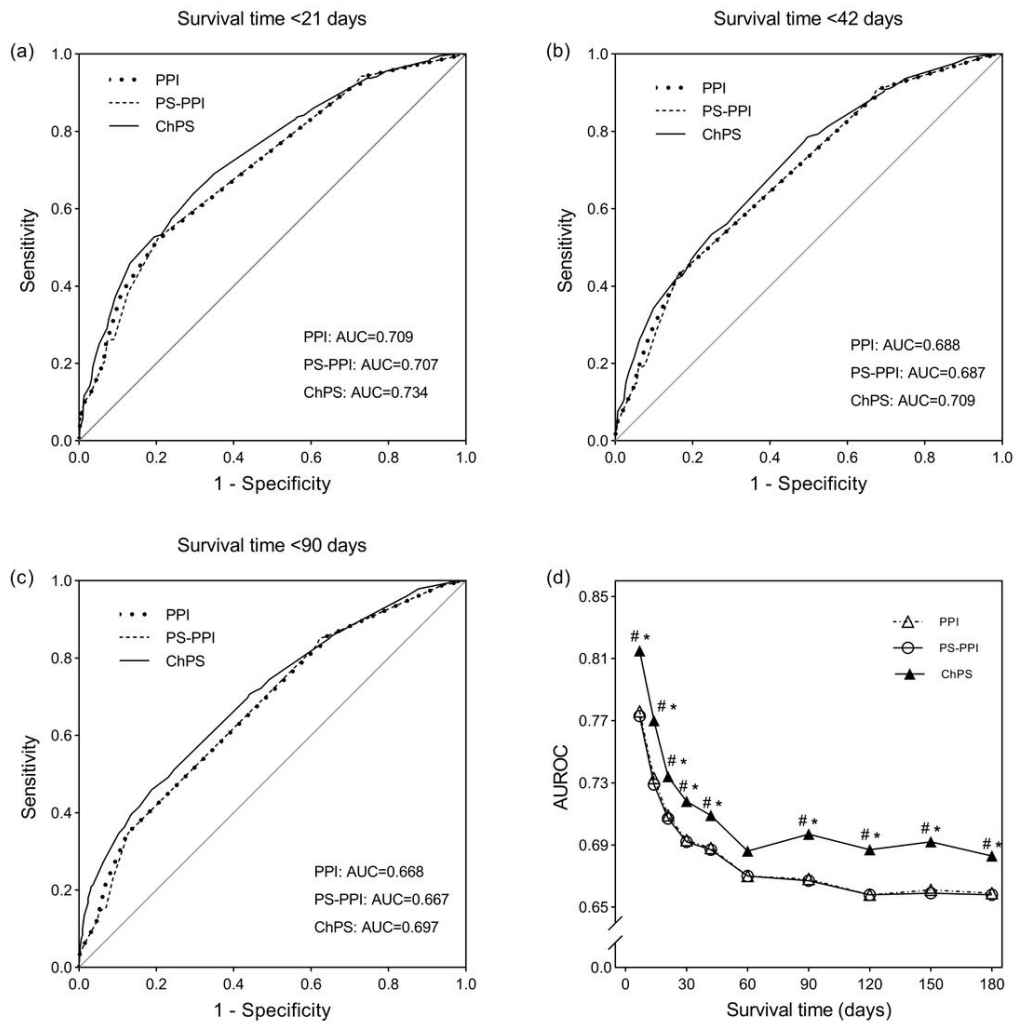 Survival time <21 days
(a)
1.0
0.8
0.6
0.4
0.2
0.0
Sensitivity
PPI
PS-PPI
ChPS
PPI: AUC=0.709
PS-PPI: AUC=0.707
ChPS: AUC=0.734
0.0 0.2 0.4 0.6 0.8 1.0
1 - Specificity
Survival time <42 days
(b)
1.0
0.8
0.6
0.4
0.2
0.0
Sensitivity
PPI
PS-PPI
ChPS
PPI: AUC=0.688
PS-PPI: AUC=0.687
ChPS: AUC=0.709
0.0 0.2 0.4 0.6 0.8 1.0
1 - Specificity
Survival time <90 days
(c)
1.0
0.8
0.6
0.4
0.2
0.0
Sensitivity
PPI
PS-PPI
ChPS
PPI: AUC=0.668
PS-PPI: AUC=0.667
ChPS: AUC=0.697
0.0 0.2 0.4 0.6 0.8 1.0
1 - Specificity
(d)
0.85
0.81
0.77
0.73
0.69
0.65
0.0
AUROC
PPI
PS-PPI
ChPS
# *
# *
# *
# *
# *
# *
# *
# *
# *
0 30 60 90 120 150 180
Survival time (days)